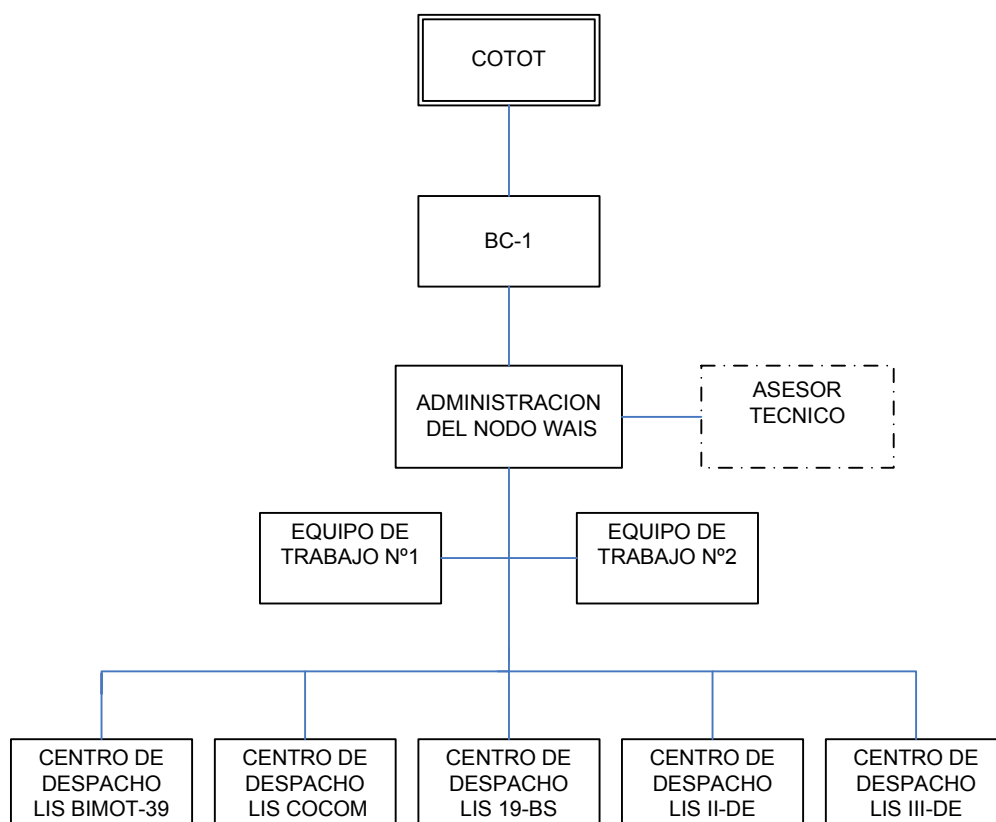 COTOT
BC-1
ADMINISTRACION
DEL NODO WAIS
ASESOR
TECNICO
EQUIPO DE
TRABAJO Nº1
EQUIPO DE
TRABAJO Nº2
CENTRO DE
DESPACHO
LIS BIMOT-39
CENTRO DE
DESPACHO
LIS COCOM
CENTRO DE
DESPACHO
LIS 19-BS
CENTRO DE
DESPACHO
LIS II-DE
CENTRO DE
DESPACHO
LIS III-DE